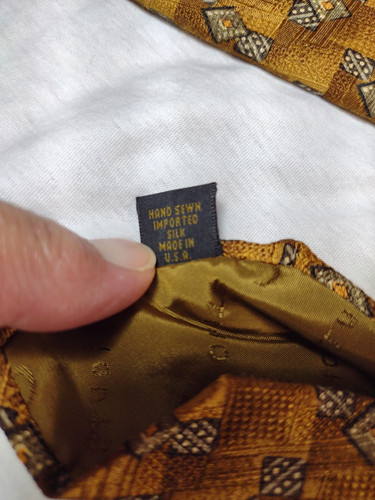 HAND SEWN
IMPORTED
SILK
MADE IN
U.S.A.